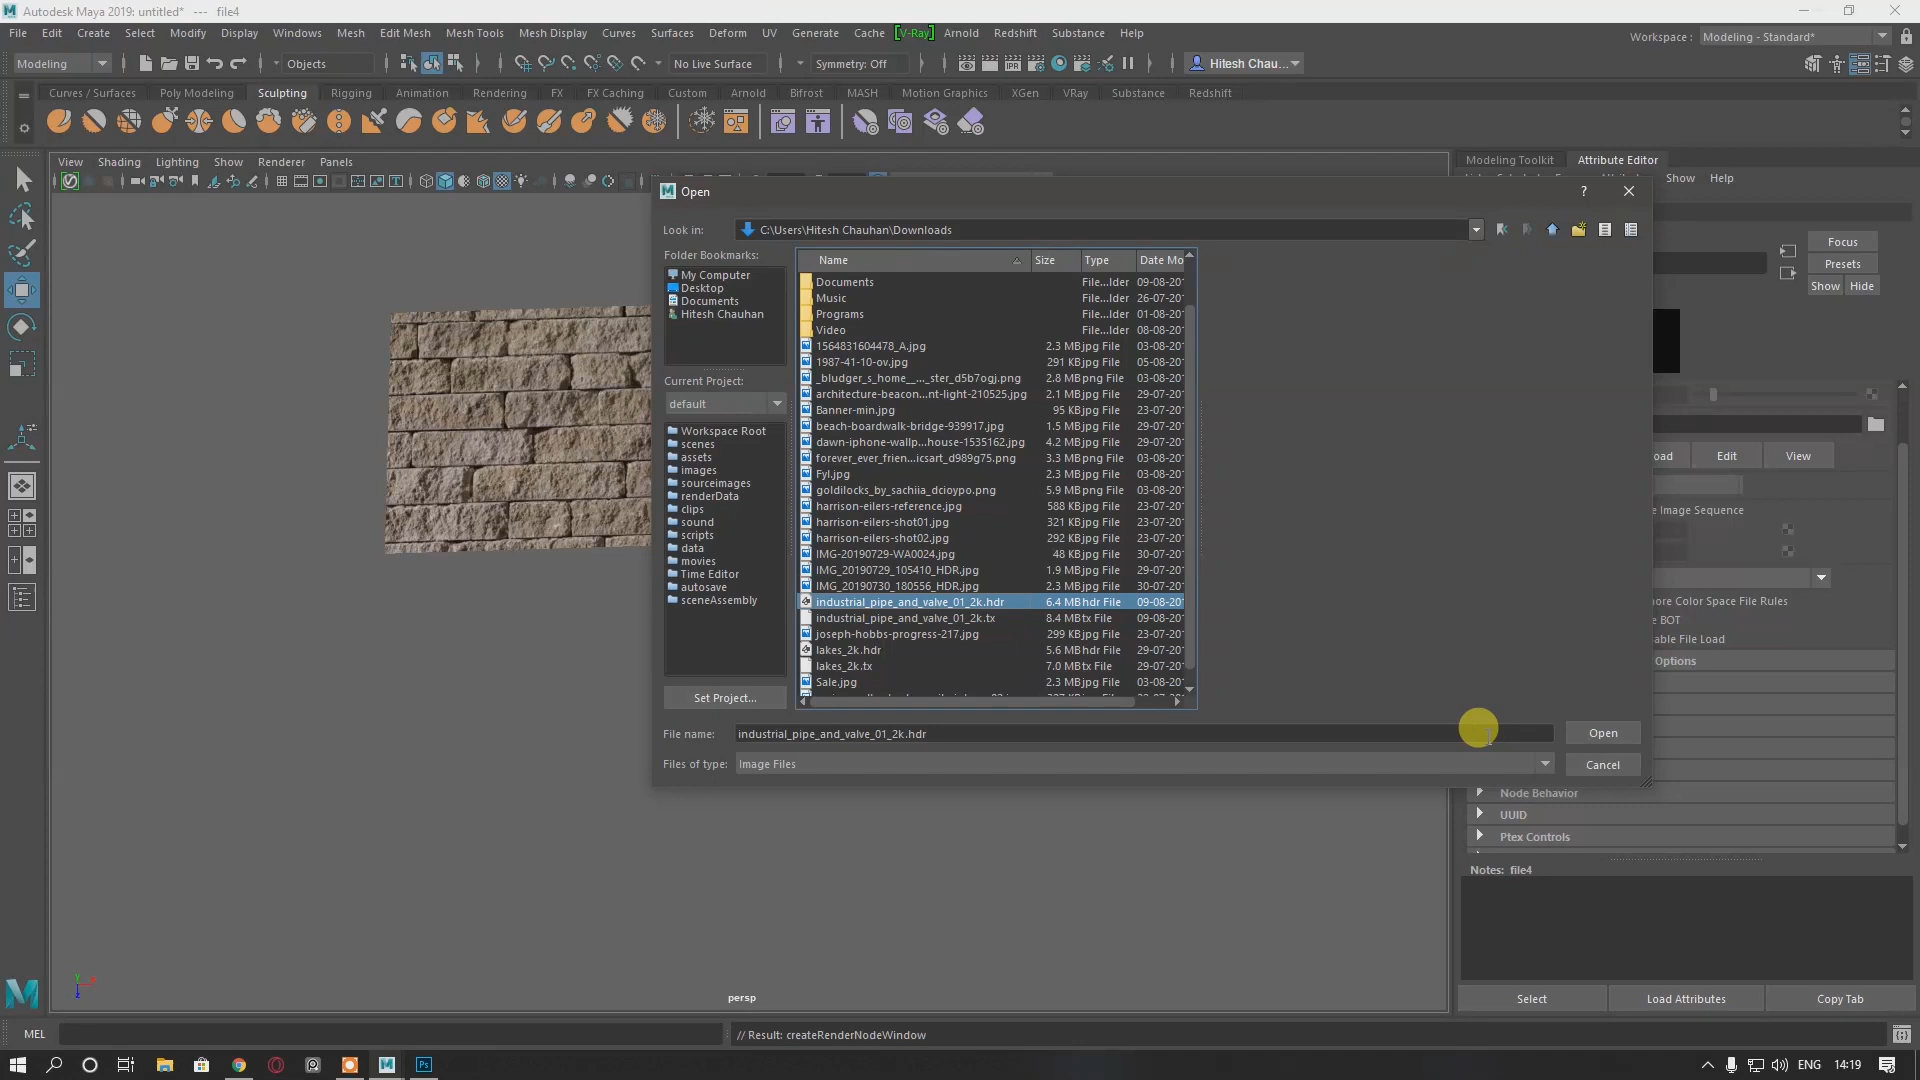 Autodesk Maya 2019: untitled* --- file4
File Edit Create Select Modify Display Windows Mesh Edit Mesh Mesh Tools Mesh Display Curves Surfaces Deform UV Generate Cache [V-Ray] Arnold Redshift Substance Help
Workspace : Modeling - Standard*
Modeling Objects No Live Surface Symmetry: Off Hitesh Chau...
Curves / Surfaces Poly Modeling Sculpting Rigging Animation Rendering FX FX Caching Custom Arnold Bifrost MASH Motion Graphics XGen VRay Substance Redshift
View Shading Lighting Show Renderer Panels
Modeling Toolkit Attribute Editor
Show Help
Focus
Presets
Show Hide
Open
Look in: C:\Users\Hitesh Chauhan\Downloads
Folder Bookmarks:
My Computer
Desktop
Documents
Hitesh Chauhan
Current Project:
default
Workspace Root
scenes
assets
images
sourceimages
renderData
clips
sound
scripts
data
movies
Time Editor
autosave
sceneAssembly
Set Project...
Name Size Type Date Mo
Documents File...lder 09-08-20
Music File...lder 26-07-20
Programs File...lder 01-08-20
Video File...lder 08-08-20
1564831604478_A.jpg 2.3 MB jpg File 03-08-20
1987-41-10-ov.jpg 291 KB jpg File 05-08-20
_bludger_s_home__..._ster_d5b7ogj.png 2.8 MB png File 03-08-20
architecture-beacon...nt-light-210525.jpg 2.1 MB jpg File 29-07-20
Banner-min.jpg 95 KB jpg File 23-07-20
beach-boardwalk-bridge-939917.jpg 1.5 MB jpg File 29-07-20
dawn-iphone-wallp...house-1535162.jpg 4.2 MB jpg File 29-07-20
forever_ever_frien...icsart_d989g75.png 3.3 MB png File 03-08-20
Fyl.jpg 2.3 MB jpg File 03-08-20
goldilocks_by_sachiia_dcioypo.png 5.9 MB png File 03-08-20
harrison-eilers-reference.jpg 588 KB jpg File 23-07-20
harrison-eilers-shot01.jpg 321 KB jpg File 23-07-20
harrison-eilers-shot02.jpg 292 KB jpg File 23-07-20
IMG-20190729-WA0024.jpg 48 KB jpg File 30-07-20
IMG_20190729_105410_HDR.jpg 1.9 MB jpg File 29-07-20
IMG_20190730_180556_HDR.jpg 2.3 MB jpg File 30-07-20
industrial_pipe_and_valve_01_2k.hdr 6.4 MB hdr File 09-08-20
industrial_pipe_and_valve_01_2k.tx 8.4 MB tx File 09-08-20
joseph-hobbs-progress-217.jpg 299 KB jpg File 23-07-20
lakes_2k.hdr 5.6 MB hdr File 29-07-20
lakes_2k.tx 7.0 MB tx File 29-07-20
Sale.jpg 2.3 MB jpg File 03-08-20
File name: industrial_pipe_and_valve_01_2k.hdr Open
Files of type: Image Files Cancel
oad Edit View
e Image Sequence
ore Color Space File Rules
e BOT
able File Load
Options
Node Behavior
UUID
Ptex Controls
Notes: file4
Select Load Attributes Copy Tab
persp
MEL // Result: createRenderNodeWindow
ENG 14:19